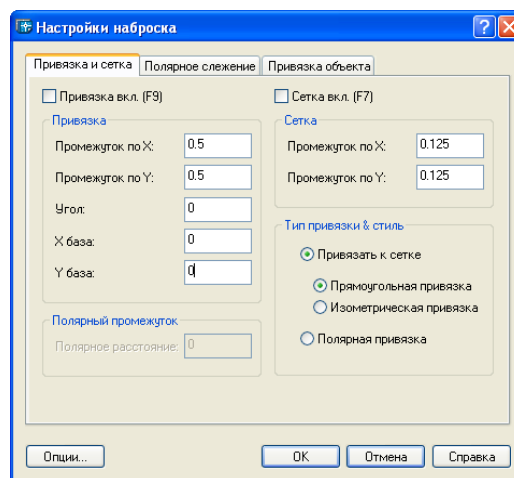 Настройки наброска
Привязка и сетка
Полярное слежение
Привязка объекта
Привязка вкл. (F9)
Привязка
Промежуток по X:
0.5
Промежуток по Y:
0.5
Угол:
0
X база:
0
Y база:
0
Полярный промежуток
Полярное расстояние:
0
Сетка вкл. (F7)
Сетка
Промежуток по X:
0.125
Промежуток по Y:
0.125
Тип привязки & стиль
Привязать к сетке
Прямоугольная привязка
Изометрическая привязка
Полярная привязка
Опции...
OK
Отмена
Справка